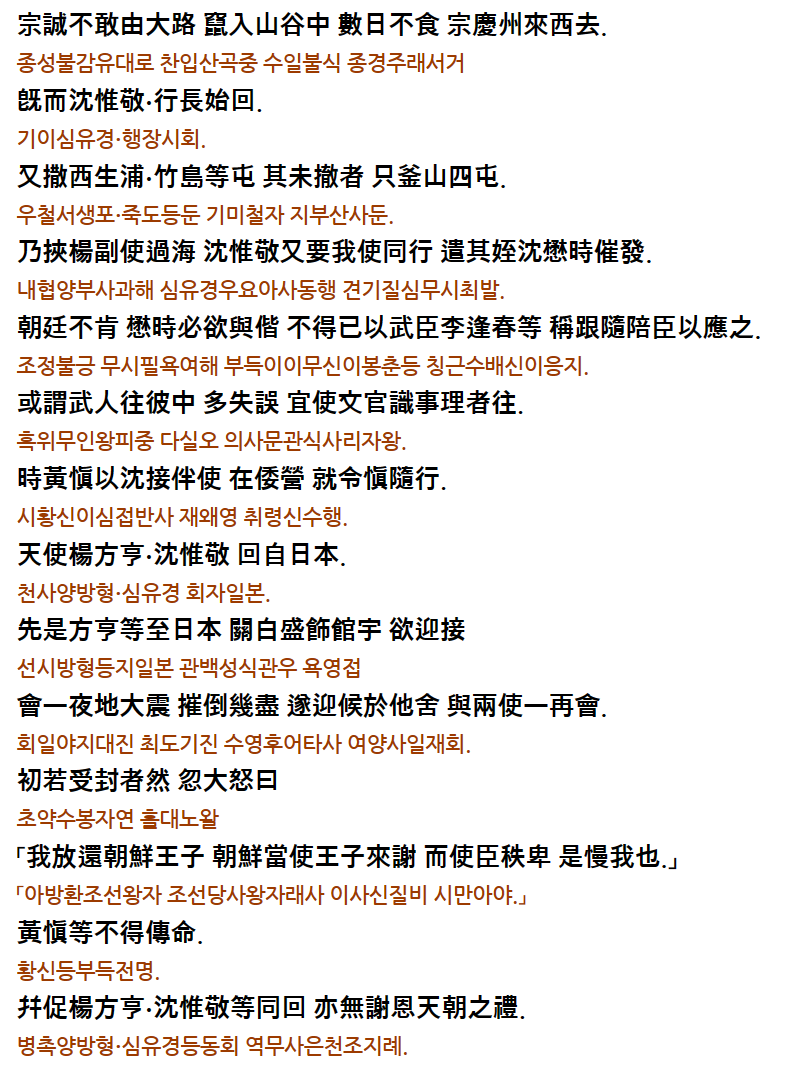 宗誠不敢由大路 竄入山谷中 數日不食 宗慶州來西去.
종성불감유대로 찬입산곡중 수일불식 종경주래서거
旣而沈惟敬·行長始回.
기이심유경·행장시회.
又撒西生浦·竹島等屯 其未撤者 只釜山四屯.
우철서생포·죽도등둔 기미철자 지부산사둔.
乃挾楊副使過海 沈惟敬又要我使同行 遣其姪沈懋時催發.
내협양부사과해 심유경우요아사동행 견기질심무시최발.
朝廷不肯 懋時必欲與偕 不得已以武臣李逢春等 稱跟隨陪臣以應之.
조정불긍 무시필욕여해 부득이이무신이봉춘등 칭근수배신이응지.
或謂武人往彼中 多失誤 宜使文官識事理者往.
혹위무인왕피중 다실오 의사문관식사리자왕.
時黃愼以沈接伴使 在倭營 就令愼隨行.
시황신이심접반사 재왜영 취령신수행.
天使楊方亨·沈惟敬 回自日本.
천사양방형·심유경 회자일본.
先是方亨等至日本 關白盛飾館宇 欲迎接
선시방형등지일본 관백성식관우 욕영접
會一夜地大震 摧倒幾盡 遂迎候於他舍 與兩使一再會.
회일야지대진 최도기진 수영후어타사 여양사일재회.
初若受封者然 忽大怒曰
초약수봉자연 홀대노왈
「我放還朝鮮王子 朝鮮當使王子來謝 而使臣秩卑 是慢我也.」
「아방환조선왕자 조선당사왕자래사 이사신질비 시만아야.」
黃愼等不得傳命.
황신등부득전명.
幷促楊方亨·沈惟敬等同回 亦無謝恩天朝之禮.
병촉양방형·심유경등동회 역무사은천조지례.